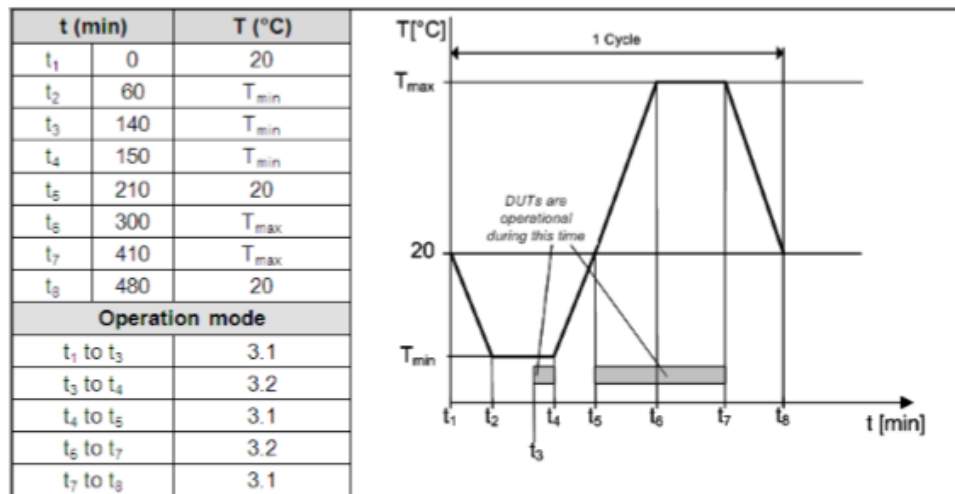 t (min) T (°C)
t₁ 0 20
t₂ 60 Tmin
t₃ 140 Tmin
t₄ 150 Tmin
t₅ 210 20
t₆ 300 Tmax
t₇ 410 Tmax
t₈ 480 20
Operation mode
t₁ to t₃ 3.1
t₃ to t₄ 3.2
t₄ to t₅ 3.1
t₅ to t₇ 3.2
t₇ to t₈ 3.1
T[°C]
1 Cycle
Tmax
DUTs are
operational
during this time
20
Tmin
t₁ t₂ t₄ t₅ t₆ t₇ t₈
t [min]
t₃